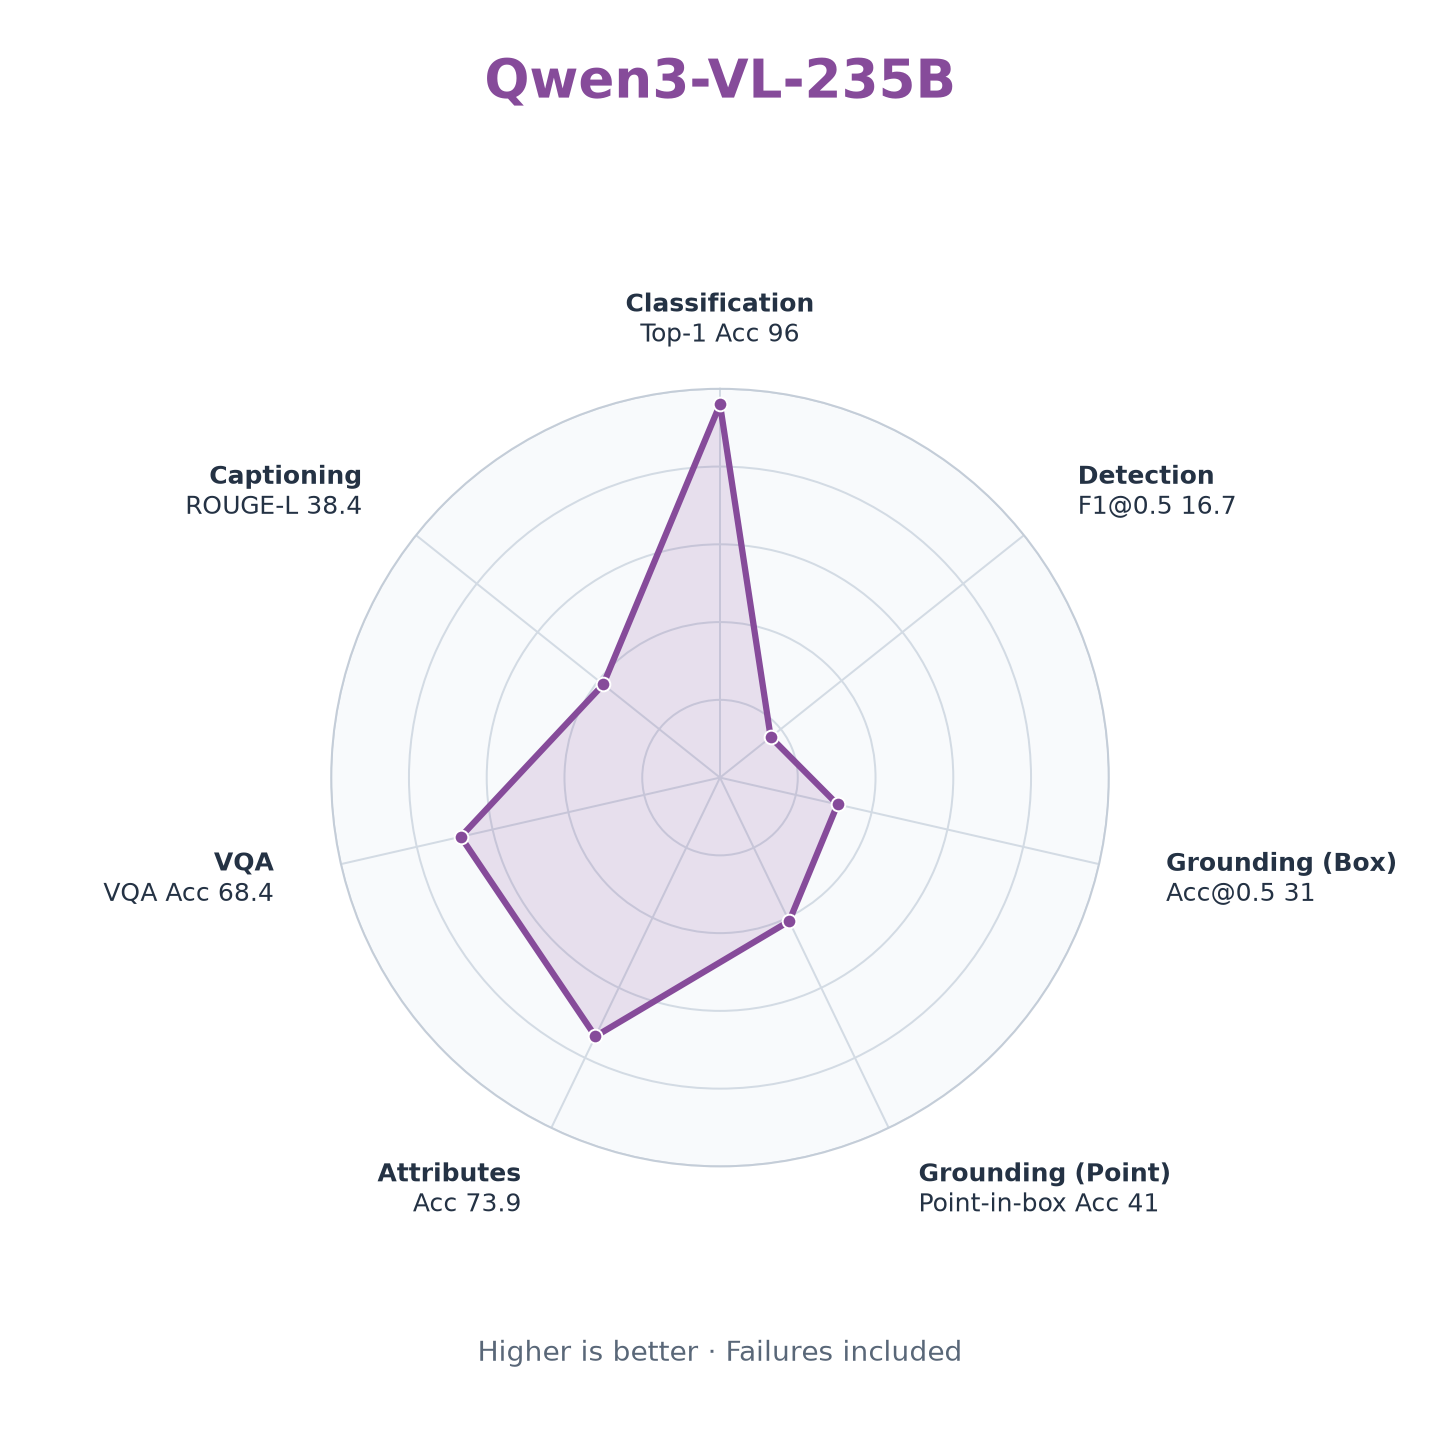 Qwen3-VL-235B
Classification
Top-1 Acc 96
Captioning
ROUGE-L 38.4
Detection
F1@0.5 16.7
VQA
VQA Acc 68.4
Grounding (Box)
Acc@0.5 31
Attributes
Acc 73.9
Grounding (Point)
Point-in-box Acc 41
Higher is better · Failures included